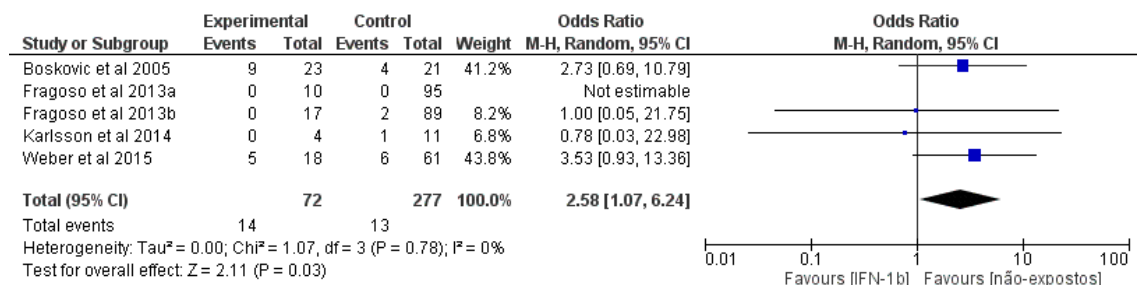 Experimental Control Odds Ratio Odds Ratio
Study or Subgroup Events Total Events Total Weight M-H, Random, 95% CI M-H, Random, 95% CI
Boskovic et al 2005 9 23 4 21 41.2% 2.73 [0.69, 10.79]
Fragoso et al 2013a 0 10 0 95 Not estimable
Fragoso et al 2013b 0 17 2 89 8.2% 1.00 [0.05, 21.75]
Karlsson et al 2014 0 4 1 11 6.8% 0.78 [0.03, 22.98]
Weber et al 2015 5 18 6 61 43.8% 3.53 [0.93, 13.36]
Total (95% CI) 72 277 100.0% 2.58 [1.07, 6.24]
Total events 14 13
Heterogeneity: Tau² = 0.00; Chi² = 1.07, df = 3 (P = 0.78); I² = 0%
Test for overall effect: Z = 2.11 (P = 0.03)
0.01 0.1 1 10 100
Favours [IFN-1b] Favours [não-expostos]